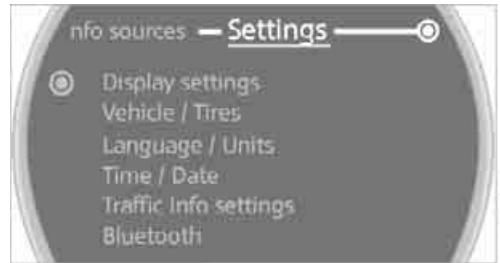 nfo sources Settings
Display settings
Vehicle / Tires
Language / Units
Time / Date
Traffic Info settings
Bluetooth